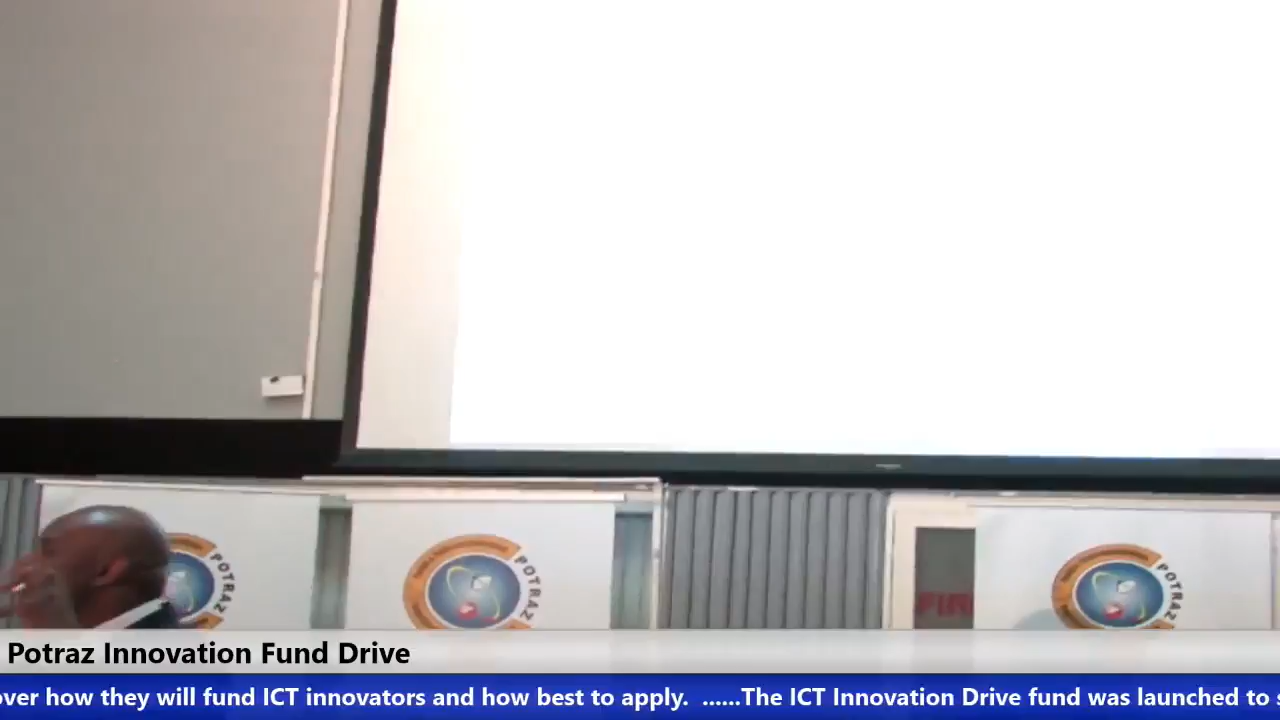 POTRAZ
POTRAZ
FIR
POTRAZ
Potraz Innovation Fund Drive
over how they will fund ICT innovators and how best to apply. ......The ICT Innovation Drive fund was launched to s